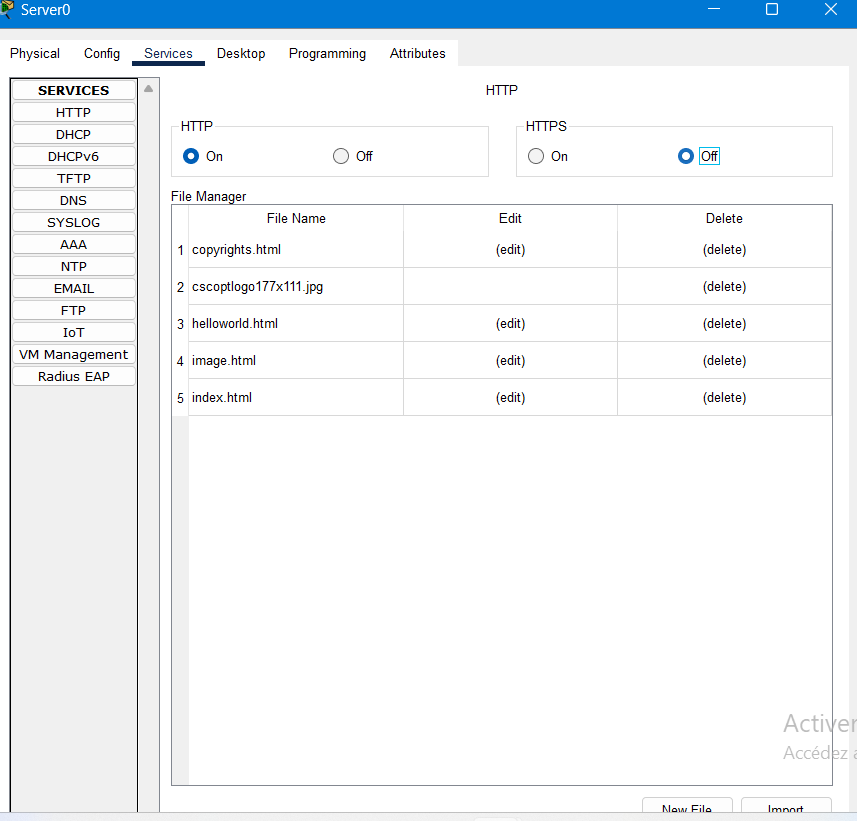 Server0
Physical Config Services Desktop Programming Attributes
SERVICES
HTTP
DHCP
DHCPv6
TFTP
DNS
SYSLOG
AAA
NTP
EMAIL
FTP
IoT
VM Management
Radius EAP
HTTP
HTTP
On Off
HTTPS
On Off
File Manager
File Name Edit Delete
1 copyrights.html (edit) (delete)
2 cscoptlogo177x111.jpg (delete)
3 helloworld.html (edit) (delete)
4 image.html (edit) (delete)
5 index.html (edit) (delete)
Activer
Accédez a
New File Import